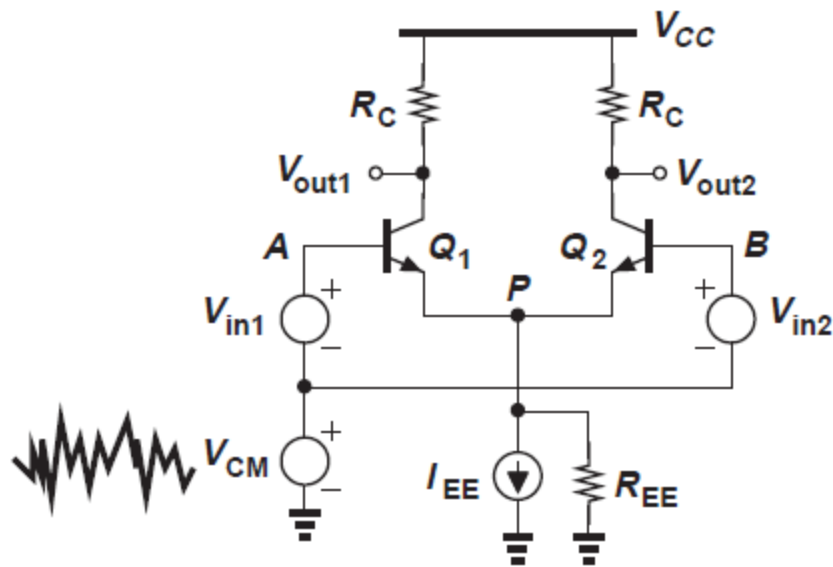 VCC
RC RC
Vout1 Vout2
A Q1 Q2 B
P
+ +
Vin1 Vin2
− −
+
VCM IEE REE
−